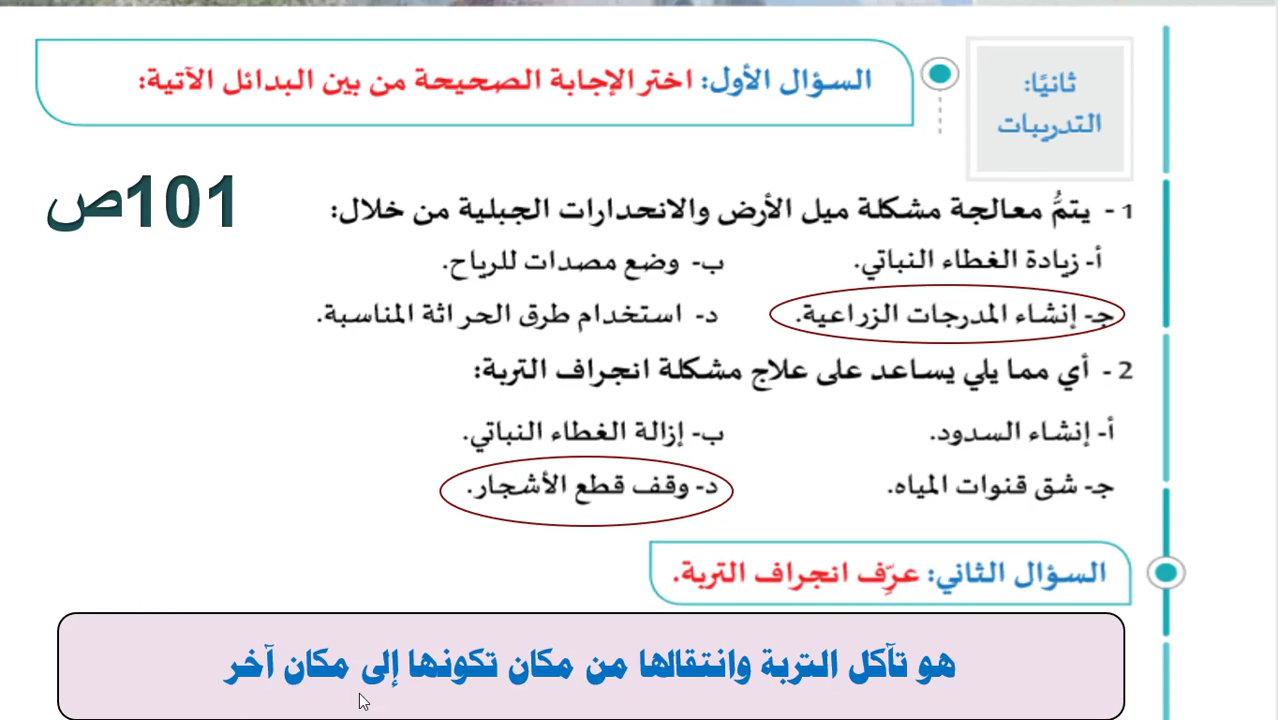 ثانيًا:
التدريبات
السؤال الأول: اختر الإجابة الصحيحة من بين البدائل الآتية:
ص101
1 - يتمُّ معالجة مشكلة ميل الأرض والانحدارات الجبلية من خلال:
أ- زيادة الغطاء النباتي. ب- وضع مصدات للرياح.
جـ- إنشاء المدرجات الزراعية. د- استخدام طرق الحراثة المناسبة.
2 - أي مما يلي يساعد على علاج مشكلة انجراف التربة:
أ- إنشاء السدود. ب- إزالة الغطاء النباتي.
جـ- شق قنوات المياه. د- وقف قطع الأشجار.
السؤال الثاني: عرِّف انجراف التربة.
هو تآكل التربة وانتقالها من مكان تكونها إلى مكان آخر